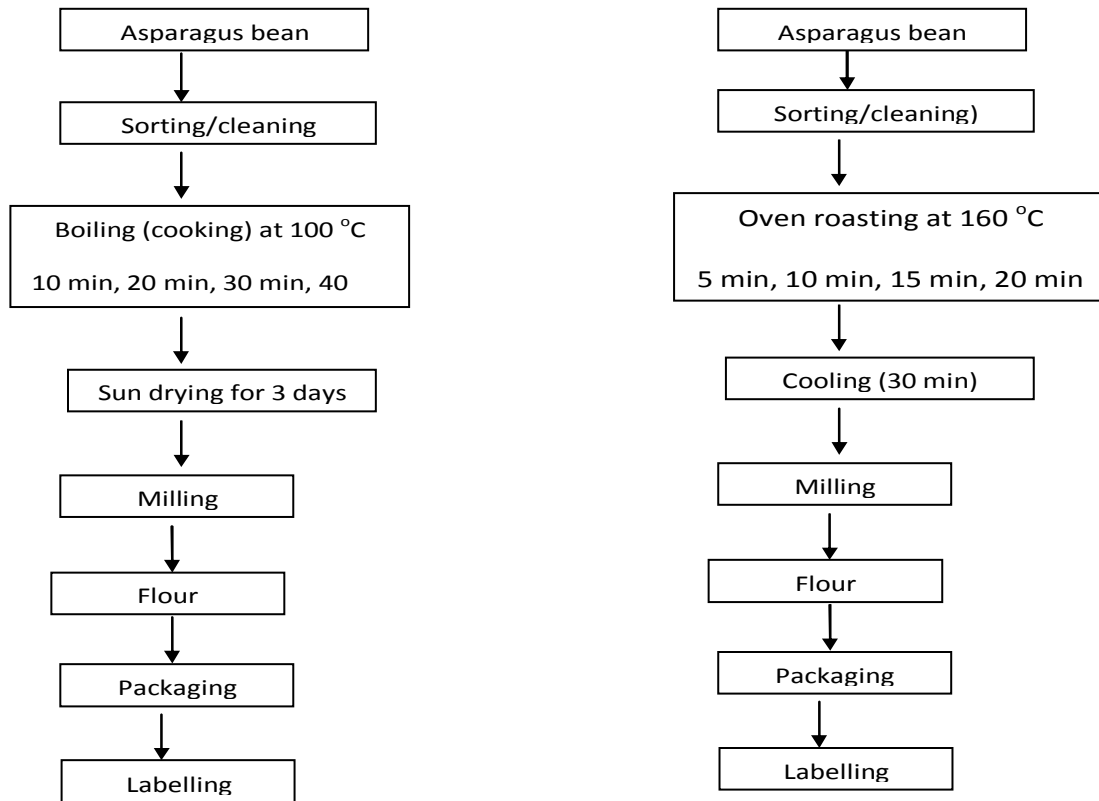 Asparagus bean
Sorting/cleaning
Boiling (cooking) at 100 °C
10 min, 20 min, 30 min, 40
Sun drying for 3 days
Milling
Flour
Packaging
Labelling
Asparagus bean
Sorting/cleaning)
Oven roasting at 160 °C
5 min, 10 min, 15 min, 20 min
Cooling (30 min)
Milling
Flour
Packaging
Labelling